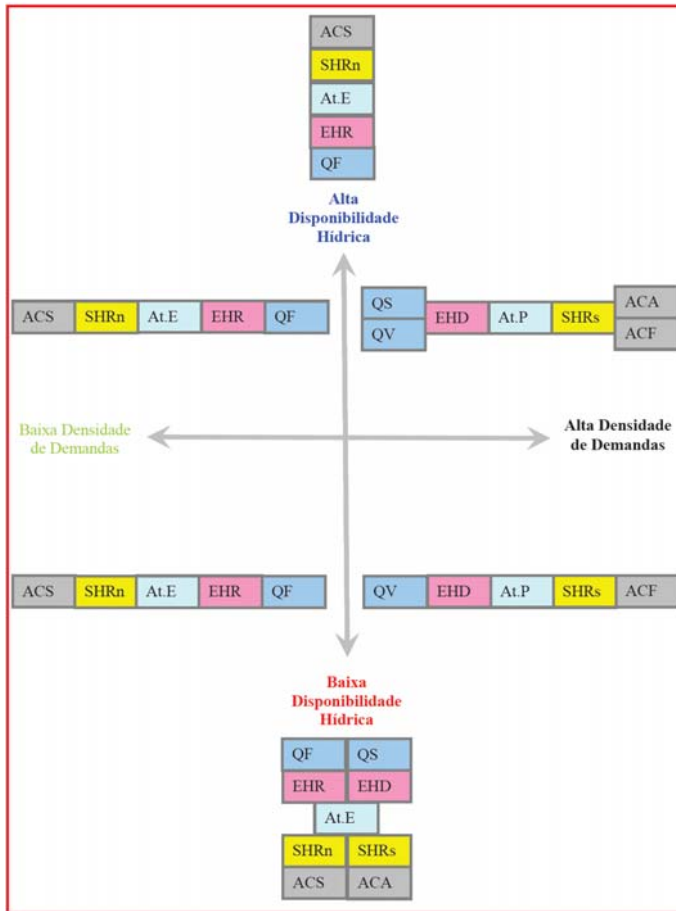 ACS
SHRn
At.E
EHR
QF
Alta
Disponibilidade
Hídrica
ACS SHRn At.E EHR QF
QS
QV
EHD At.P SHRs
ACA
ACF
Baixa Densidade
de Demandas
Alta Densidade
de Demandas
ACS SHRn At.E EHR QF
QV EHD At.P SHRs ACF
Baixa
Disponibilidade
Hídrica
QF QS
EHR EHD
At.E
SHRn SHRs
ACS ACA